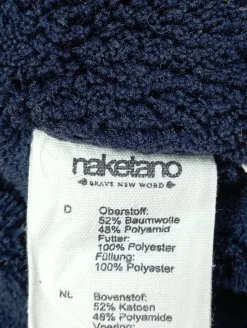 naketano
BRAVE NEW WORD
D
Oberstoff:
52% Baumwolle
48% Polyamid
Futter:
100% Polyester
Füllung:
100% Polyester
NL
Bovenstof:
52% Katoen
48% Polyamide
Voering: